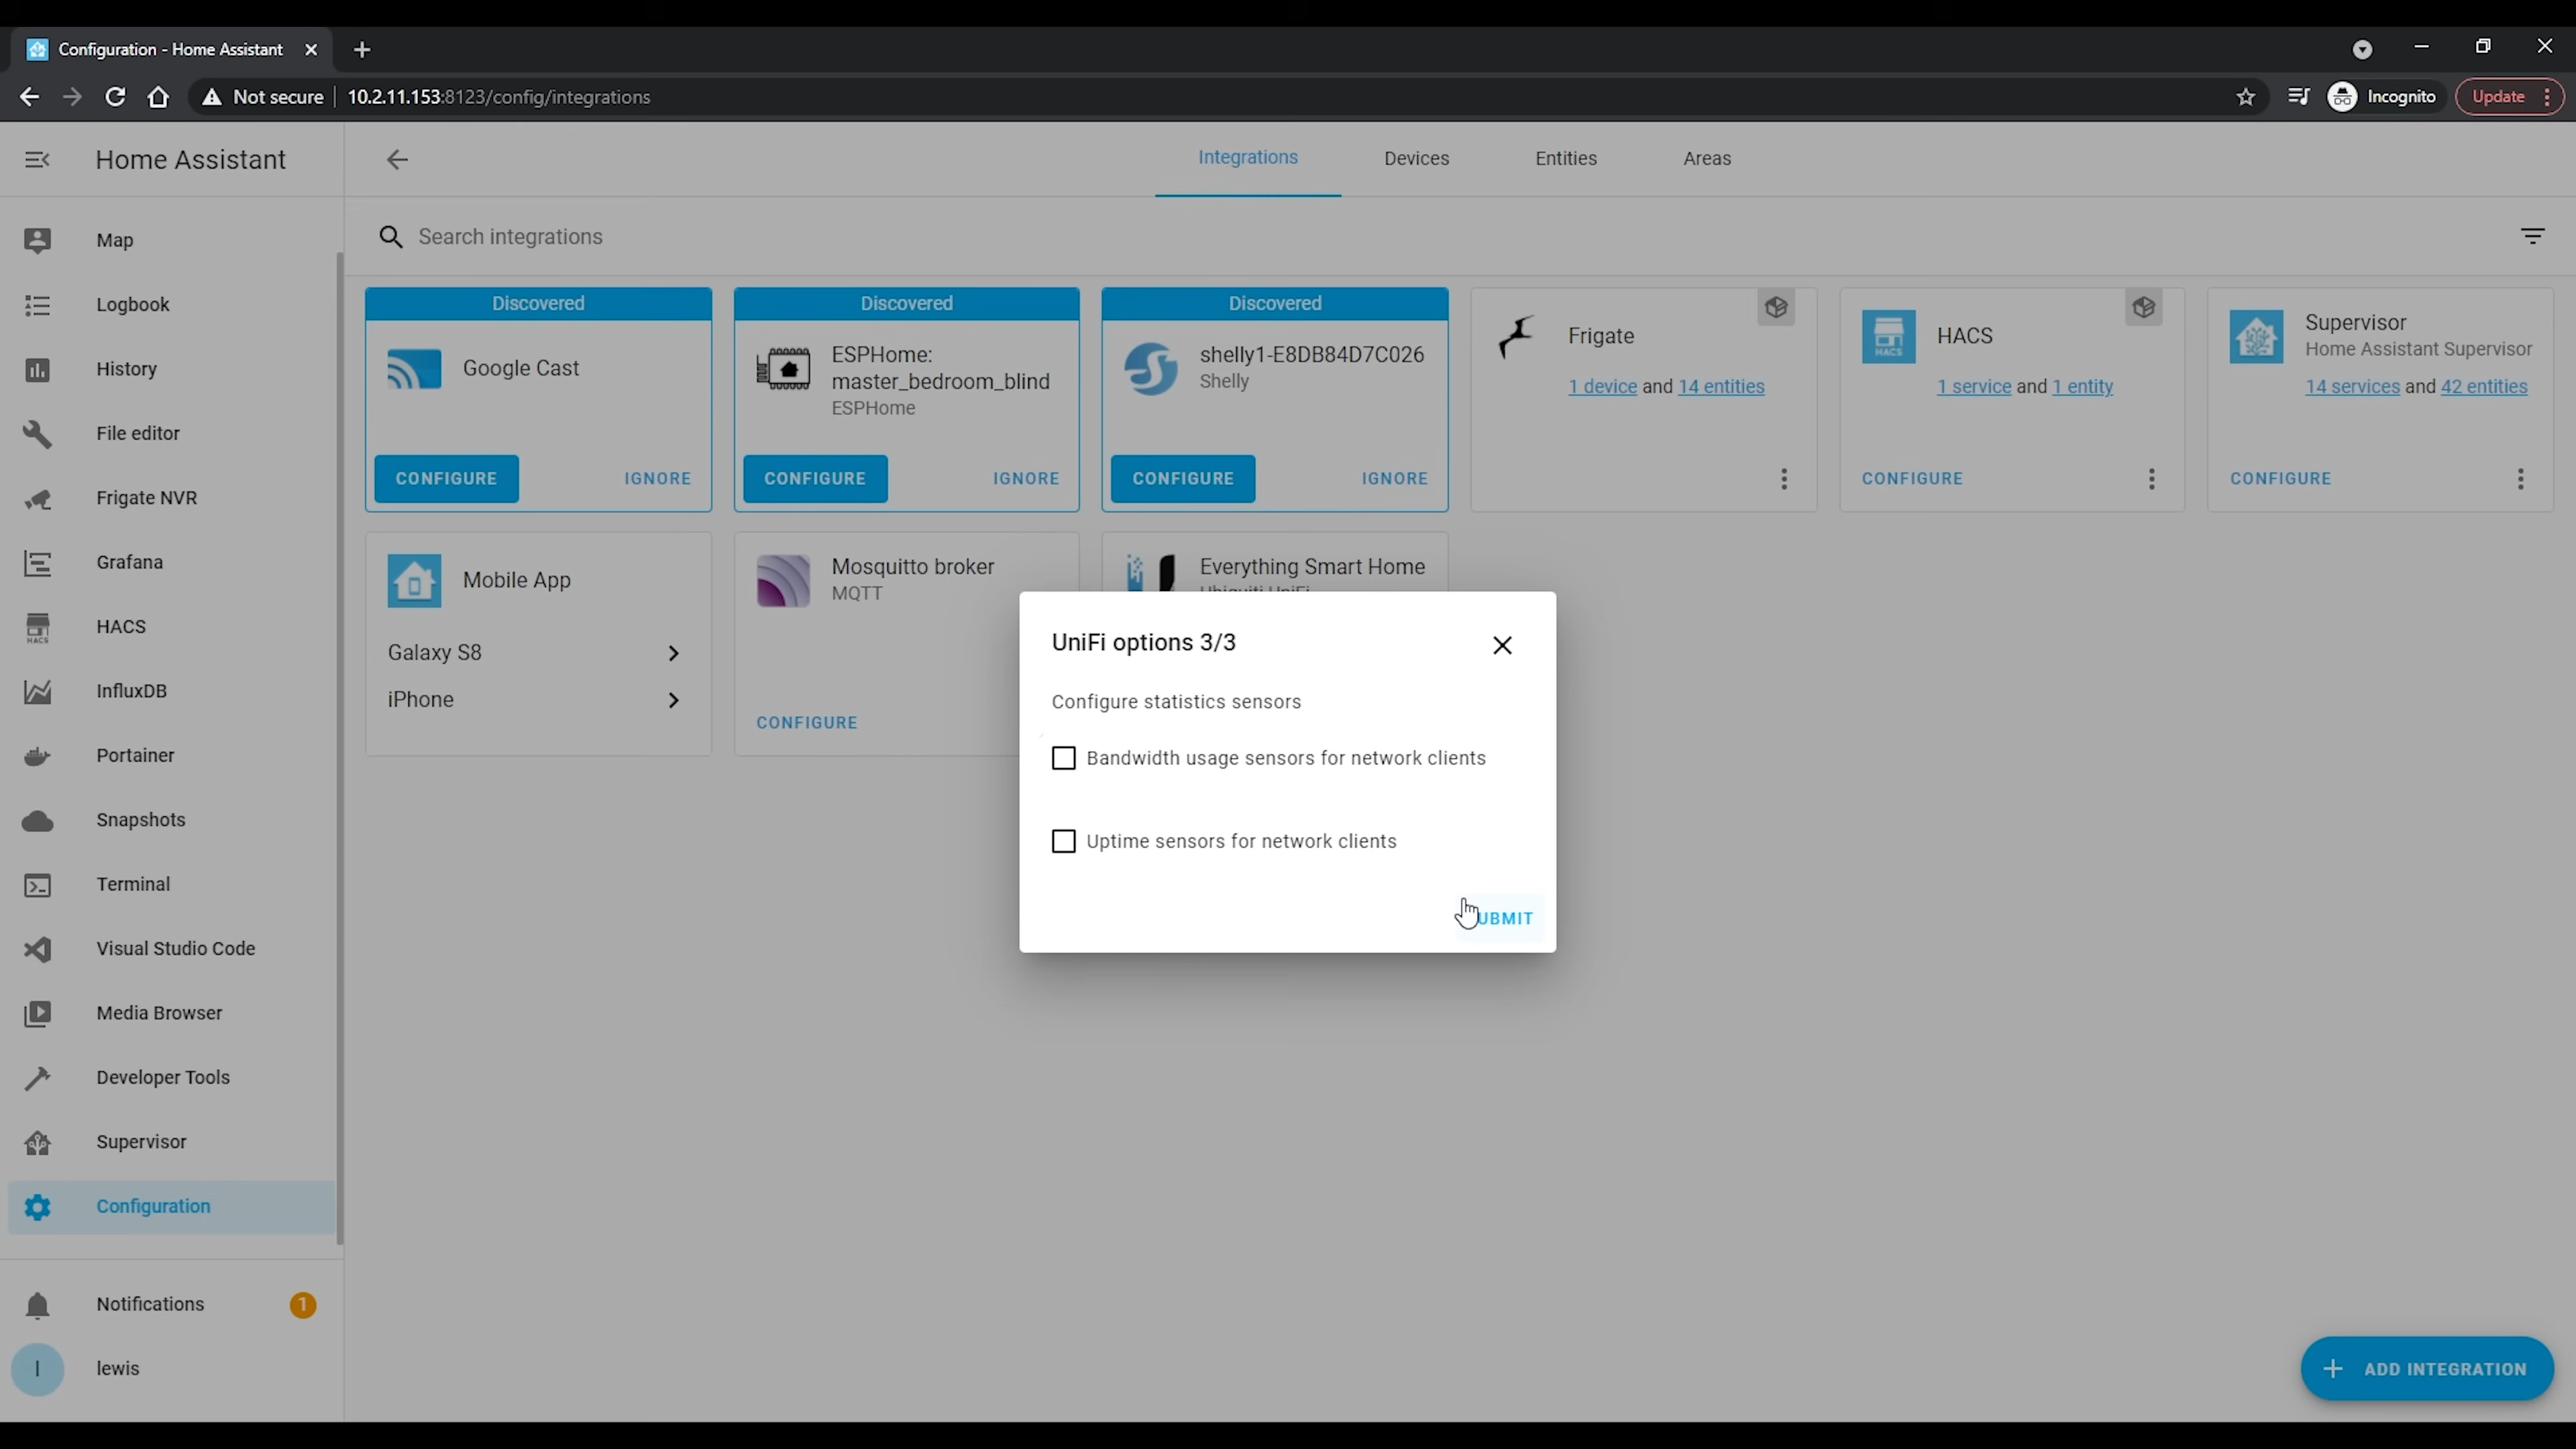 Configuration - Home Assistant
Not secure
10.2.11.153:8123/config/integrations
Incognito
Update
Home Assistant
Integrations
Devices
Entities
Areas
Map
Logbook
History
File editor
Frigate NVR
Grafana
HACS
HACS
InfluxDB
Portainer
Snapshots
Terminal
Visual Studio Code
Media Browser
Developer Tools
Supervisor
Configuration
Notifications
1
l
lewis
Search integrations
Discovered
Google Cast
CONFIGURE
IGNORE
Discovered
ESPHome:
master_bedroom_blind
ESPHome
CONFIGURE
IGNORE
Discovered
shelly1-E8DB84D7C026
Shelly
CONFIGURE
IGNORE
Frigate
1 device and 14 entities
HACS
HACS
1 service and 1 entity
CONFIGURE
Supervisor
Home Assistant Supervisor
14 services and 42 entities
CONFIGURE
Mobile App
Galaxy S8
iPhone
Mosquitto broker
MQTT
CONFIGURE
Everything Smart Home
Ubiquiti UniFi
UniFi options 3/3
Configure statistics sensors
Bandwidth usage sensors for network clients
Uptime sensors for network clients
UBMIT
ADD INTEGRATION